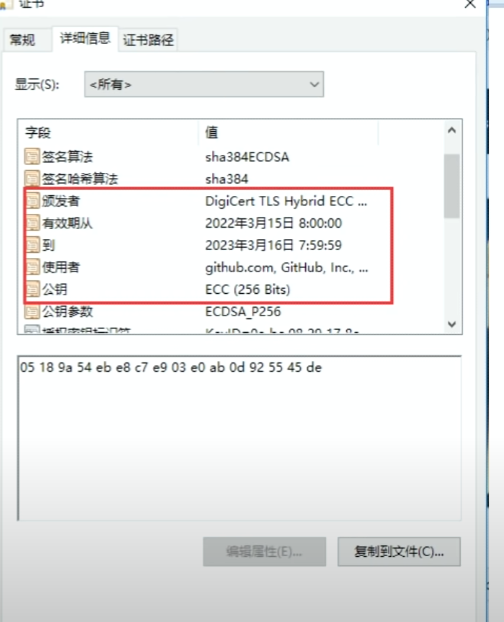 证书
常规 详细信息 证书路径
显示(S): <所有>
字段 值
签名算法 sha384ECDSA
签名哈希算法 sha384
颁发者 DigiCert TLS Hybrid ECC ...
有效期从 2022年3月15日 8:00:00
到 2023年3月16日 7:59:59
使用者 github.com, GitHub, Inc., ...
公钥 ECC (256 Bits)
公钥参数 ECDSA_P256
05 18 9a 54 eb e8 c7 e9 03 e0 ab 0d 92 55 45 de
编辑属性(E)... 复制到文件(C)...